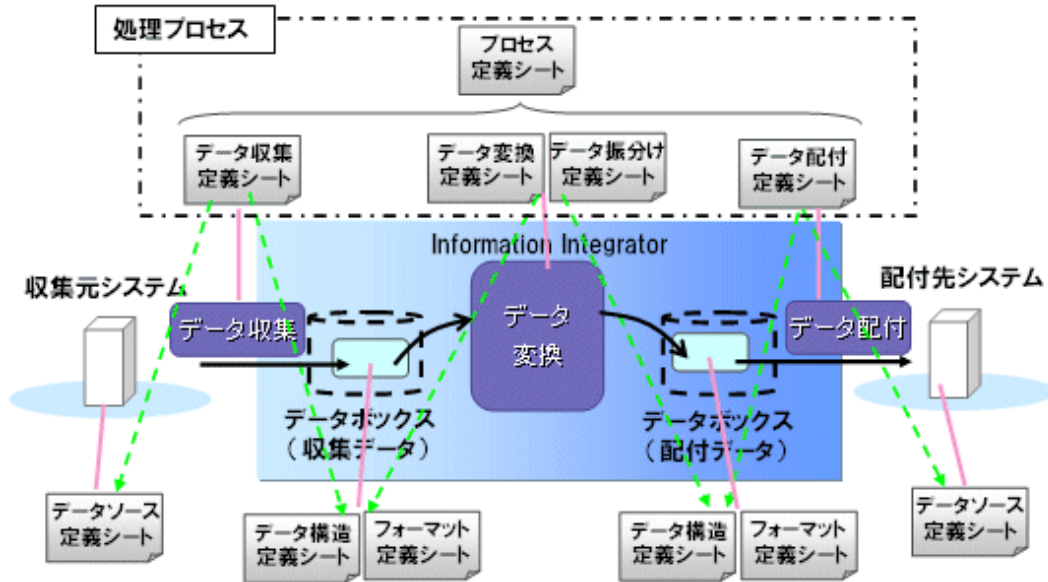 処理プロセス
プロセス
定義シート
データ収集
定義シート
データ変換
定義シート
データ振分け
定義シート
データ配付
定義シート
Information Integrator
収集元システム
配付先システム
データ収集
データ
変換
データ配付
データボックス
(収集データ)
データボックス
(配付データ)
データソース
定義シート
データ構造
定義シート
フォーマット
定義シート
データ構造
定義シート
フォーマット
定義シート
データソース
定義シート